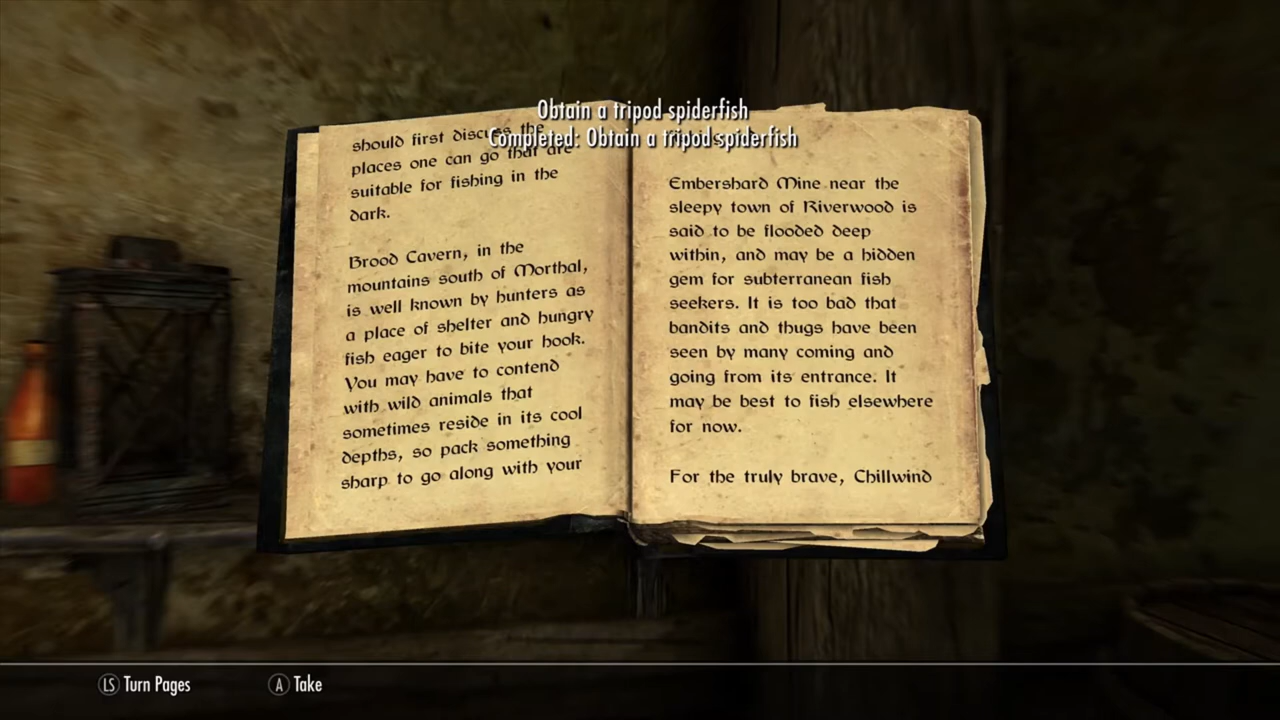 Obtain a tripod spiderfish
Completed: Obtain a tripod spiderfish
should first discuss the
places one can go that are
suitable for fishing in the
dark.
Brood Cavern, in the
mountains south of Morthal,
is well known by hunters as
a place of shelter and hungry
fish eager to bite your hook.
You may have to contend
with wild animals that
sometimes reside in its cool
depths, so pack something
sharp to go along with your
Embershard Mine near the
sleepy town of Riverwood is
said to be flooded deep
within, and may be a hidden
gem for subterranean fish
seekers. It is too bad that
bandits and thugs have been
seen by many coming and
going from its entrance. It
may be best to fish elsewhere
for now.
For the truly brave, Chillwind
LS Turn Pages
A Take